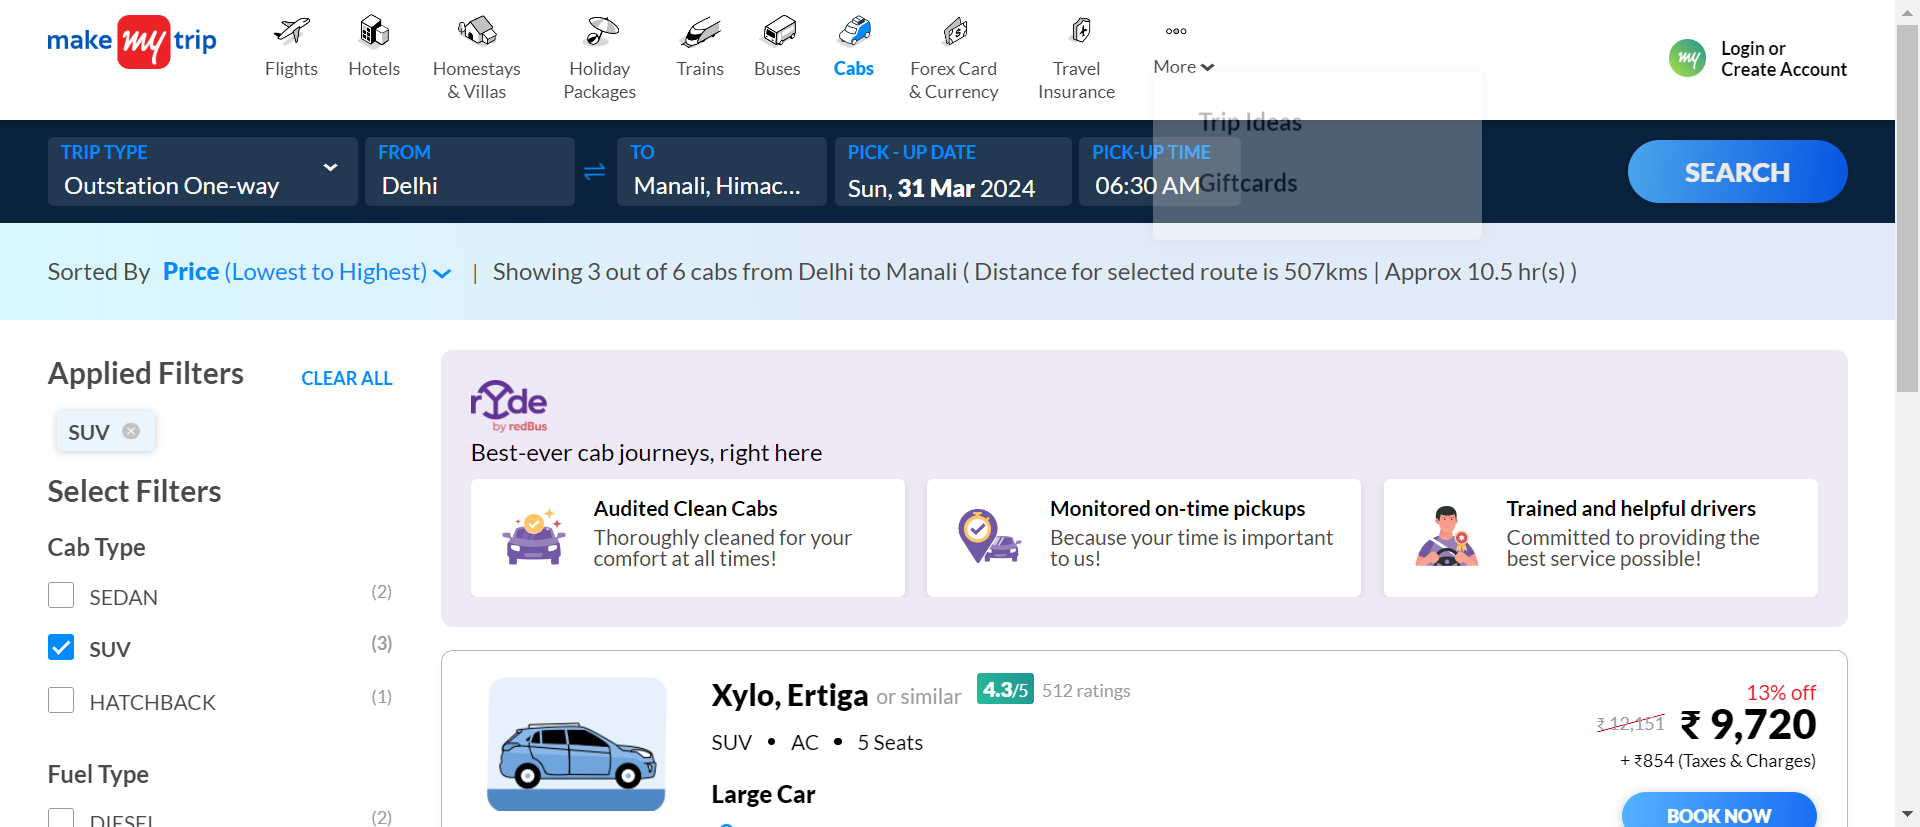 make my trip
Flights
Hotels
Homestays
& Villas
Holiday
Packages
Trains
Buses
Cabs
Forex Card
& Currency
Travel
Insurance
More
my
Login or
Create Account
Trip Ideas
Giftcards
TRIP TYPE
Outstation One-way
FROM
Delhi
TO
Manali, Himac...
PICK - UP DATE
Sun, 31 Mar 2024
PICK-UP TIME
06:30 AM
SEARCH
Sorted By Price (Lowest to Highest) | Showing 3 out of 6 cabs from Delhi to Manali ( Distance for selected route is 507kms | Approx 10.5 hr(s) )
Applied Filters
CLEAR ALL
SUV
Select Filters
Cab Type
SEDAN (2)
SUV (3)
HATCHBACK (1)
Fuel Type
DIESEL (2)
rYde
by redBus
Best-ever cab journeys, right here
Audited Clean Cabs
Thoroughly cleaned for your
comfort at all times!
Monitored on-time pickups
Because your time is important
to us!
Trained and helpful drivers
Committed to providing the
best service possible!
Xylo, Ertiga or similar 4.3/5 512 ratings
SUV • AC • 5 Seats
Large Car
13% off
₹ 12,151 ₹ 9,720
+ ₹854 (Taxes & Charges)
BOOK NOW